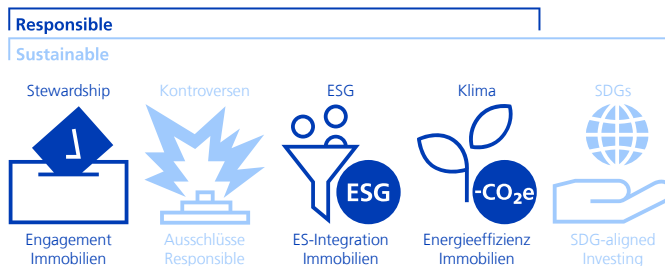 Responsible
Sustainable
Stewardship
Kontroversen
ESG
Klima
SDGs
ESG
-CO₂e
Engagement
Immobilien
Ausschlüsse
Responsible
ES-Integration
Immobilien
Energieeffizienz
Immobilien
SDG-aligned
Investing